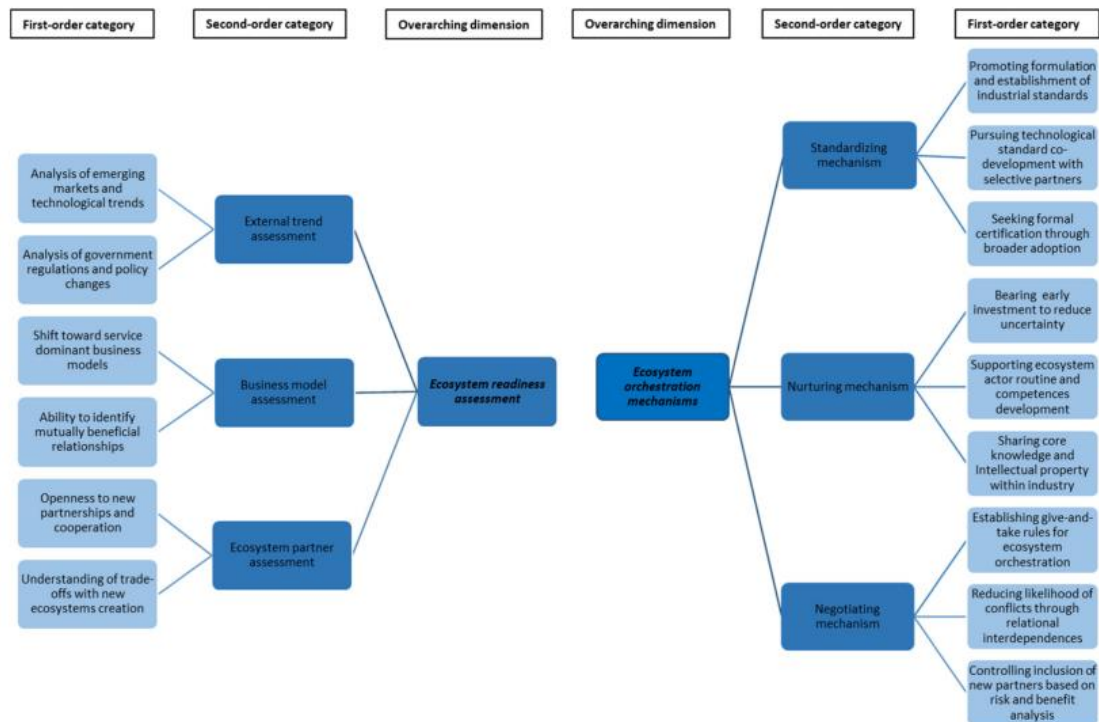 First-order category
Second-order category
Overarching dimension
Overarching dimension
Second-order category
First-order category
Analysis of emerging
markets and
technological trends
Analysis of government
regulations and policy
changes
Shift toward service
dominant business
models
Ability to identify
mutually beneficial
relationships
Openness to new
partnerships and
cooperation
Understanding of trade-
offs with new
ecosystems creation
External trend
assessment
Business model
assessment
Ecosystem partner
assessment
Ecosystem readiness
assessment
Ecosystem
orchestration
mechanisms
Standardizing
mechanism
Nurturing mechanism
Negotiating
mechanism
Promoting formulation
and establishment of
industrial standards
Pursuing technological
standard co-
development with
selective partners
Seeking formal
certification through
broader adoption
Bearing early
investment to reduce
uncertainty
Supporting ecosystem
actor routine and
competences
development
Sharing core
knowledge and
Intellectual property
within industry
Establishing give-and-
take rules for
ecosystem
orchestration
Reducing likelihood of
conflicts through
relational
interdependences
Controlling inclusion of
new partners based on
risk and benefit
analysis